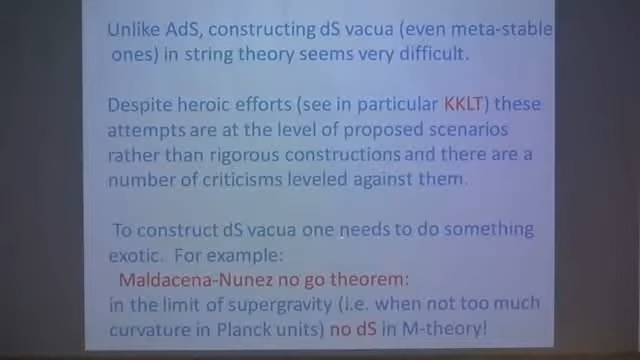 Unlike AdS, constructing dS vacua (even meta-stable
ones) in string theory seems very difficult.
Despite heroic efforts (see in particular KKLT) these
attempts are at the level of proposed scenarios
rather than rigorous constructions and there are a
number of criticisms leveled against them.
To construct dS vacua one needs to do something
exotic. For example:
Maldacena-Nunez no go theorem:
in the limit of supergravity (i.e. when not too much
curvature in Planck units) no dS in M-theory!